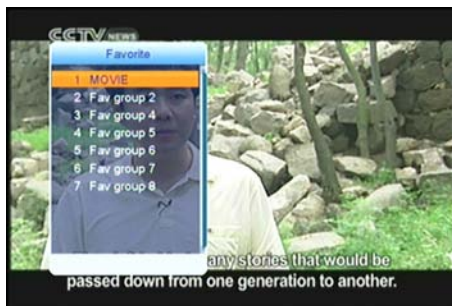 CCTV NEWS
Favorite
1 MOVIE
2 Fav group 2
3 Fav group 4
4 Fav group 5
5 Fav group 6
6 Fav group 7
7 Fav group 8
any stories that would be
passed down from one generation to another.